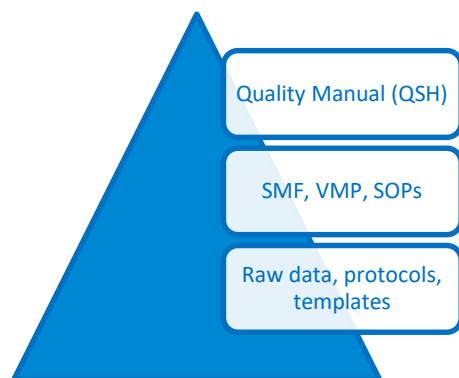 Quality Manual (QSH)
SMF, VMP, SOPs
Raw data, protocols,
templates